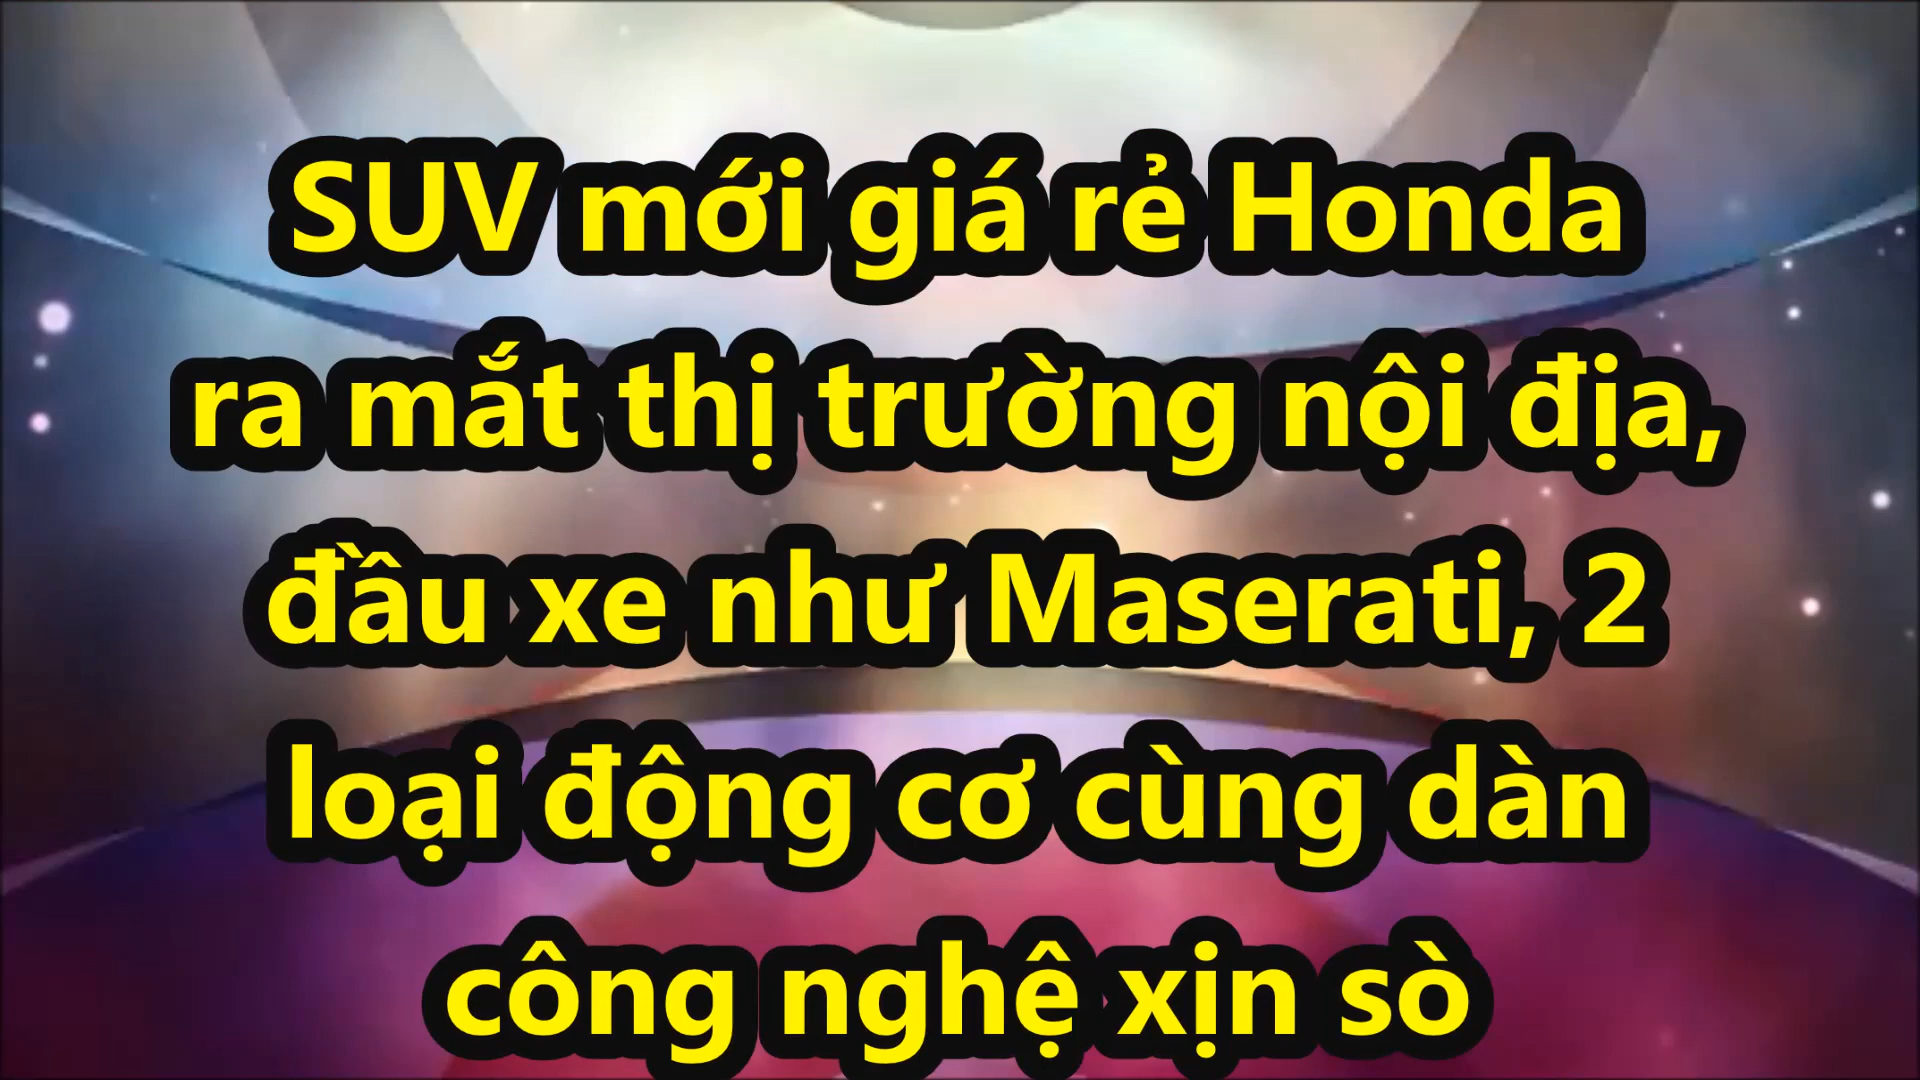 SUV mới giá rẻ Honda
ra mắt thị trường nội địa,
đầu xe như Maserati, 2
loại động cơ cùng dàn
công nghệ xịn sò